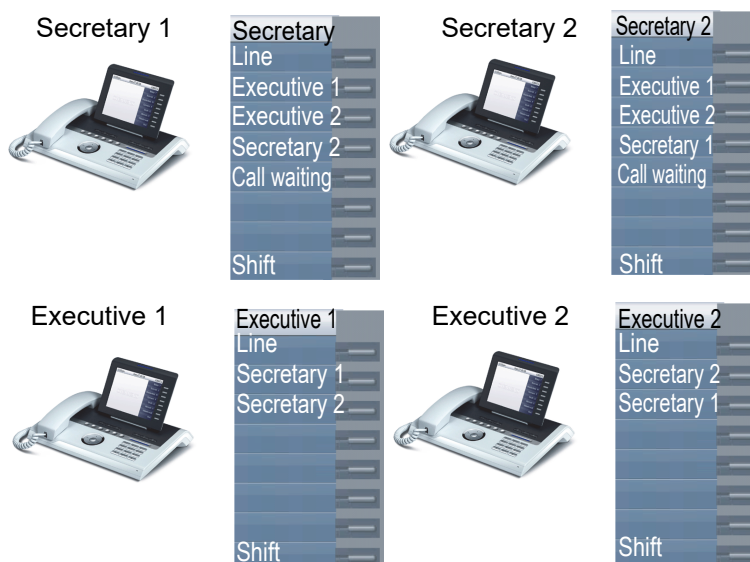 Secretary 1
Secretary
Line
Executive 1
Executive 2
Secretary 2
Call waiting
Shift
Secretary 2
Secretary 2
Line
Executive 1
Executive 2
Secretary 1
Call waiting
Shift
Executive 1
Executive 1
Line
Secretary 1
Secretary 2
Shift
Executive 2
Executive 2
Line
Secretary 2
Secretary 1
Shift